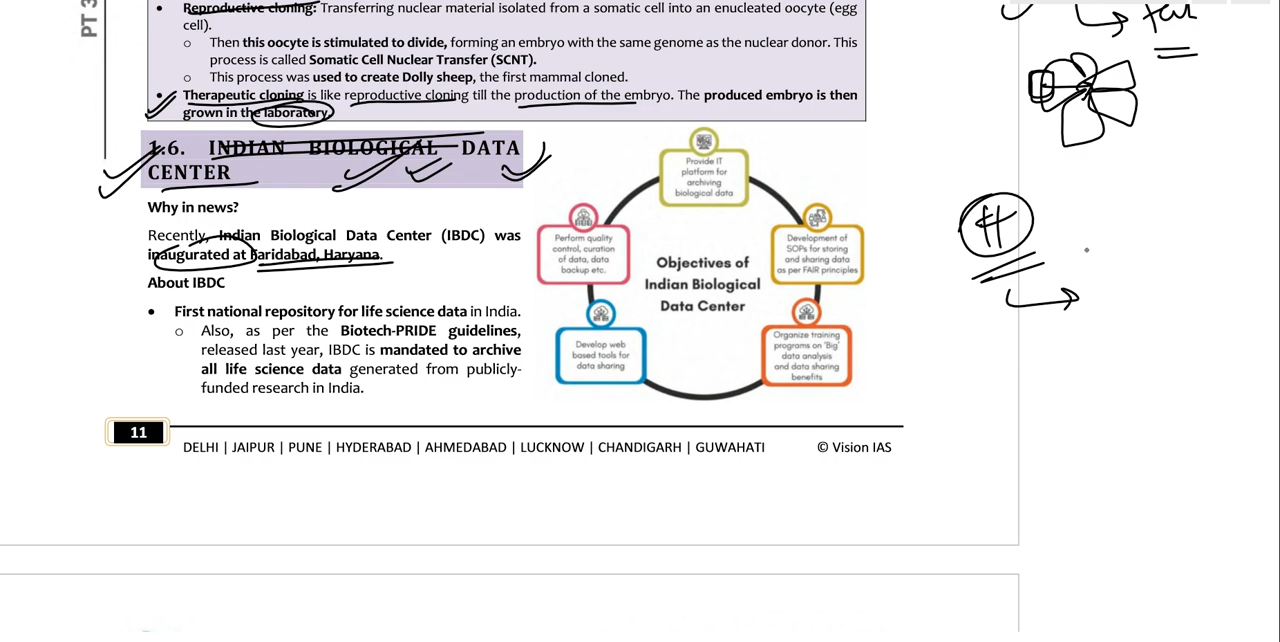 PT 3
• Reproductive cloning: Transferring nuclear material isolated from a somatic cell into an enucleated oocyte (egg
cell).
o Then this oocyte is stimulated to divide, forming an embryo with the same genome as the nuclear donor. This
process is called Somatic Cell Nuclear Transfer (SCNT).
o This process was used to create Dolly sheep, the first mammal cloned.
• Therapeutic cloning is like reproductive cloning till the production of the embryo. The produced embryo is then
grown in the laboratory.
1.6. INDIAN BIOLOGICAL DATA
CENTER
Why in news?
Recently, Indian Biological Data Center (IBDC) was
inaugurated at Faridabad, Haryana.
About IBDC
• First national repository for life science data in India.
o Also, as per the Biotech-PRIDE guidelines,
released last year, IBDC is mandated to archive
all life science data generated from publicly-
funded research in India.
Provide IT
platform for
archiving
biological data
Perform quality
control, curation
of data, data
backup etc.
Development of
SOPs for storing
and sharing data
as per FAIR principles
Objectives of
Indian Biological
Data Center
Develop web
based tools for
data sharing
Organize training
programs on 'Big'
data analysis
and data sharing
benefits
11
DELHI | JAIPUR | PUNE | HYDERABAD | AHMEDABAD | LUCKNOW | CHANDIGARH | GUWAHATI
© Vision IAS